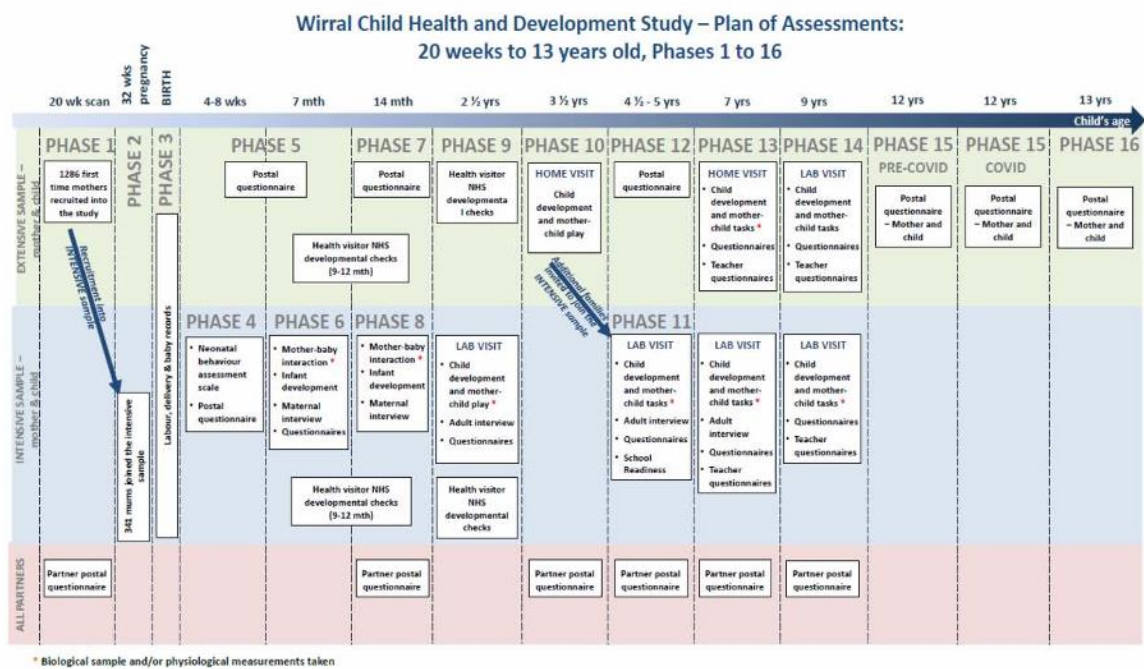 Wirral Child Health and Development Study – Plan of Assessments:
20 weeks to 13 years old, Phases 1 to 16
20 wk scan
32 wks
pregnancy
BIRTH
4-8 wks
7 mth
14 mth
2 ½ yrs
3 ½ yrs
4 ½ - 5 yrs
7 yrs
9 yrs
12 yrs
12 yrs
13 yrs
Child's age
EXTENSIVE SAMPLE –
mother & child
PHASE 1
PHASE 2
PHASE 3
PHASE 5
PHASE 7
PHASE 9
PHASE 10
PHASE 12
PHASE 13
PHASE 14
PHASE 15
PRE-COVID
PHASE 15
COVID
PHASE 16
1286 first
time mothers
recruited into
the study
Recruitment into
INTENSIVE sample
Labour, delivery & baby records
Postal
questionnaire
Health visitor NHS
developmental checks
(9-12 mth)
Postal
questionnaire
Health visitor
NHS
developmenta
l checks
HOME VISIT
Child
development
and mother-
child play
Additional families
invited to join the
INTENSIVE sample
Postal
questionnaire
HOME VISIT
• Child
development
and mother-
child tasks *
• Questionnaires
• Teacher
questionnaires
LAB VISIT
• Child
development
and mother-
child tasks
• Questionnaires
• Teacher
questionnaires
Postal
questionnaire
– Mother and
child
Postal
questionnaire
– Mother and
child
Postal
questionnaire
– Mother and
child
INTENSIVE SAMPLE –
mother & child
341 mums joined the intensive
sample
PHASE 4
• Neonatal
behaviour
assessment
scale
• Postal
questionnaire
PHASE 6
• Mother-baby
interaction *
• Infant
development
• Maternal
interview
• Questionnaires
PHASE 8
• Mother-baby
interaction *
• Infant
development
• Maternal
interview
Health visitor NHS
developmental checks
(9-12 mth)
LAB VISIT
• Child
development
and mother-
child play *
• Adult interview
• Questionnaires
Health visitor
NHS
developmental
checks
PHASE 11
LAB VISIT
• Child
development
and mother-
child tasks *
• Adult interview
• Questionnaires
• School
Readiness
LAB VISIT
• Child
development
and mother-
child tasks *
• Adult
interview
• Questionnaires
• Teacher
questionnaires
LAB VISIT
• Child
development
and mother-
child tasks *
• Questionnaires
• Teacher
questionnaires
ALL PARTNERS
Partner postal
questionnaire
Partner postal
questionnaire
Partner postal
questionnaire
Partner postal
questionnaire
Partner postal
questionnaire
Partner postal
questionnaire
* Biological sample and/or physiological measurements taken